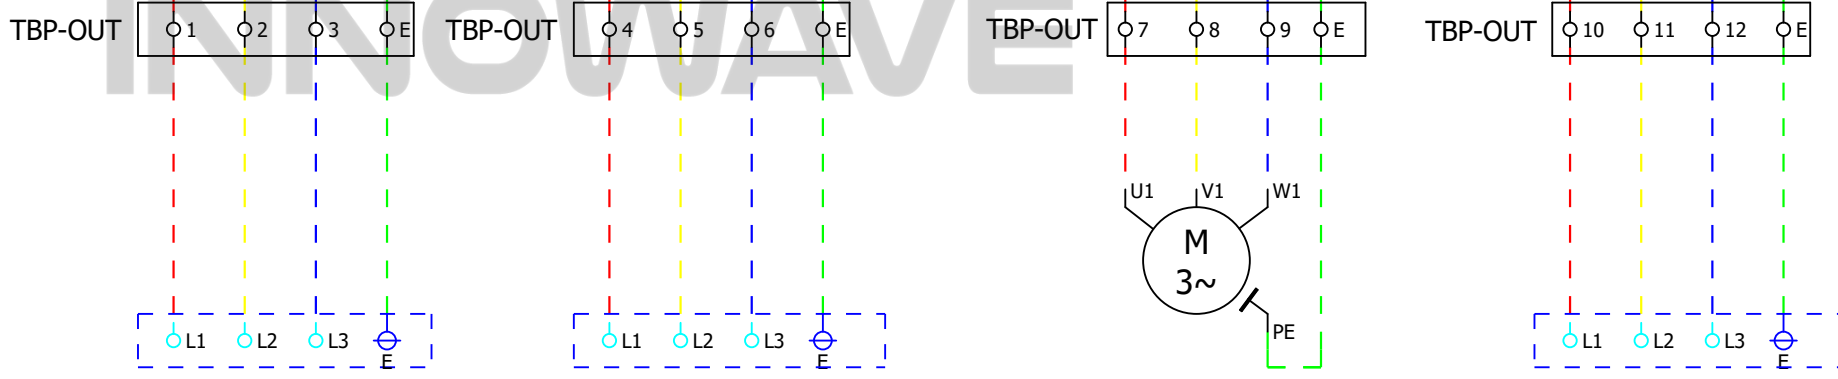 INNOWAVE
TBP-OUT 1 2 3 E TBP-OUT 4 5 6 E TBP-OUT 7 8 9 E TBP-OUT 10 11 12 E
U1 V1 W1
M
3~
PE
L1 L2 L3 E L1 L2 L3 E L1 L2 L3 E